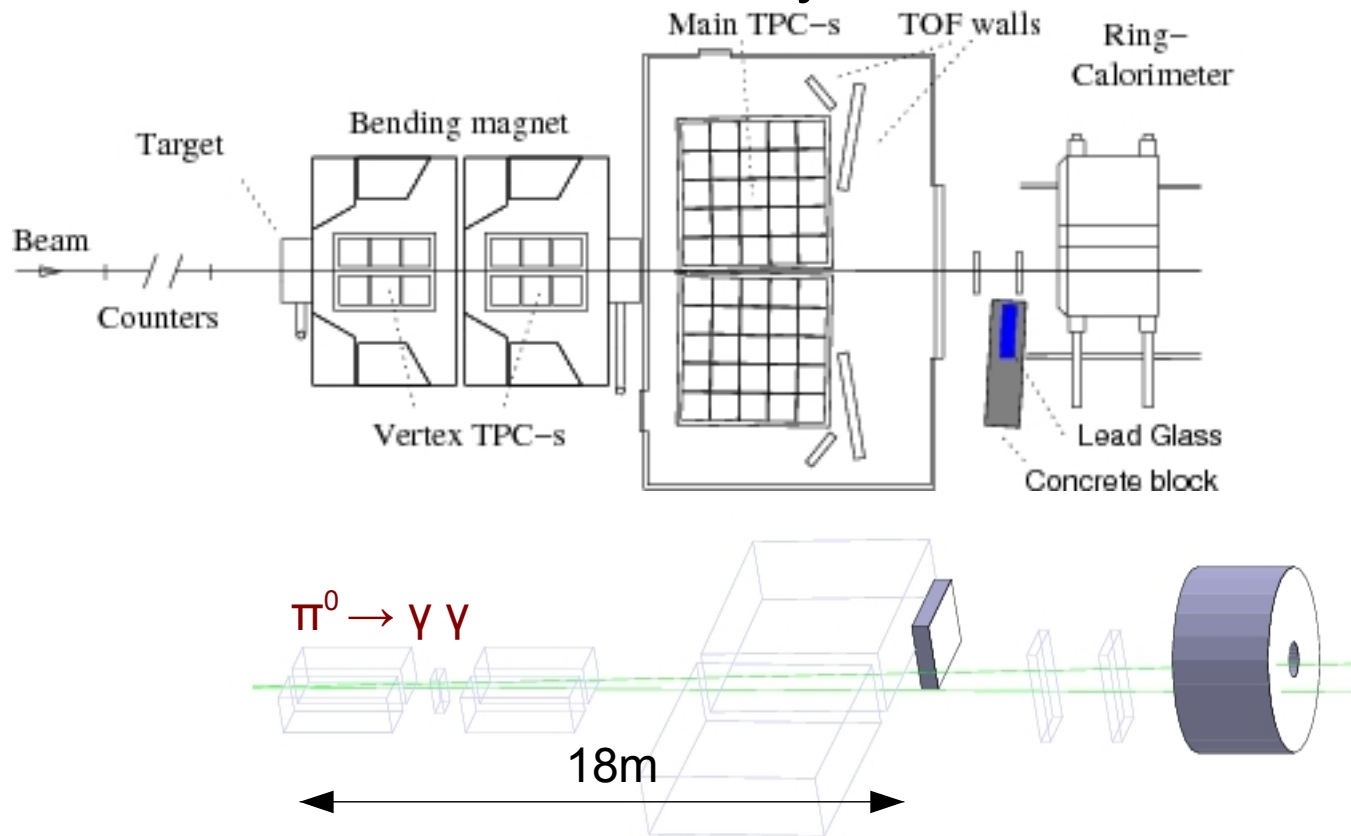 Main TPC-s
TOF walls
Ring-
Calorimeter
Bending magnet
Target
Beam
Counters
Vertex TPC-s
Lead Glass
Concrete block
π⁰ → γ γ
18m